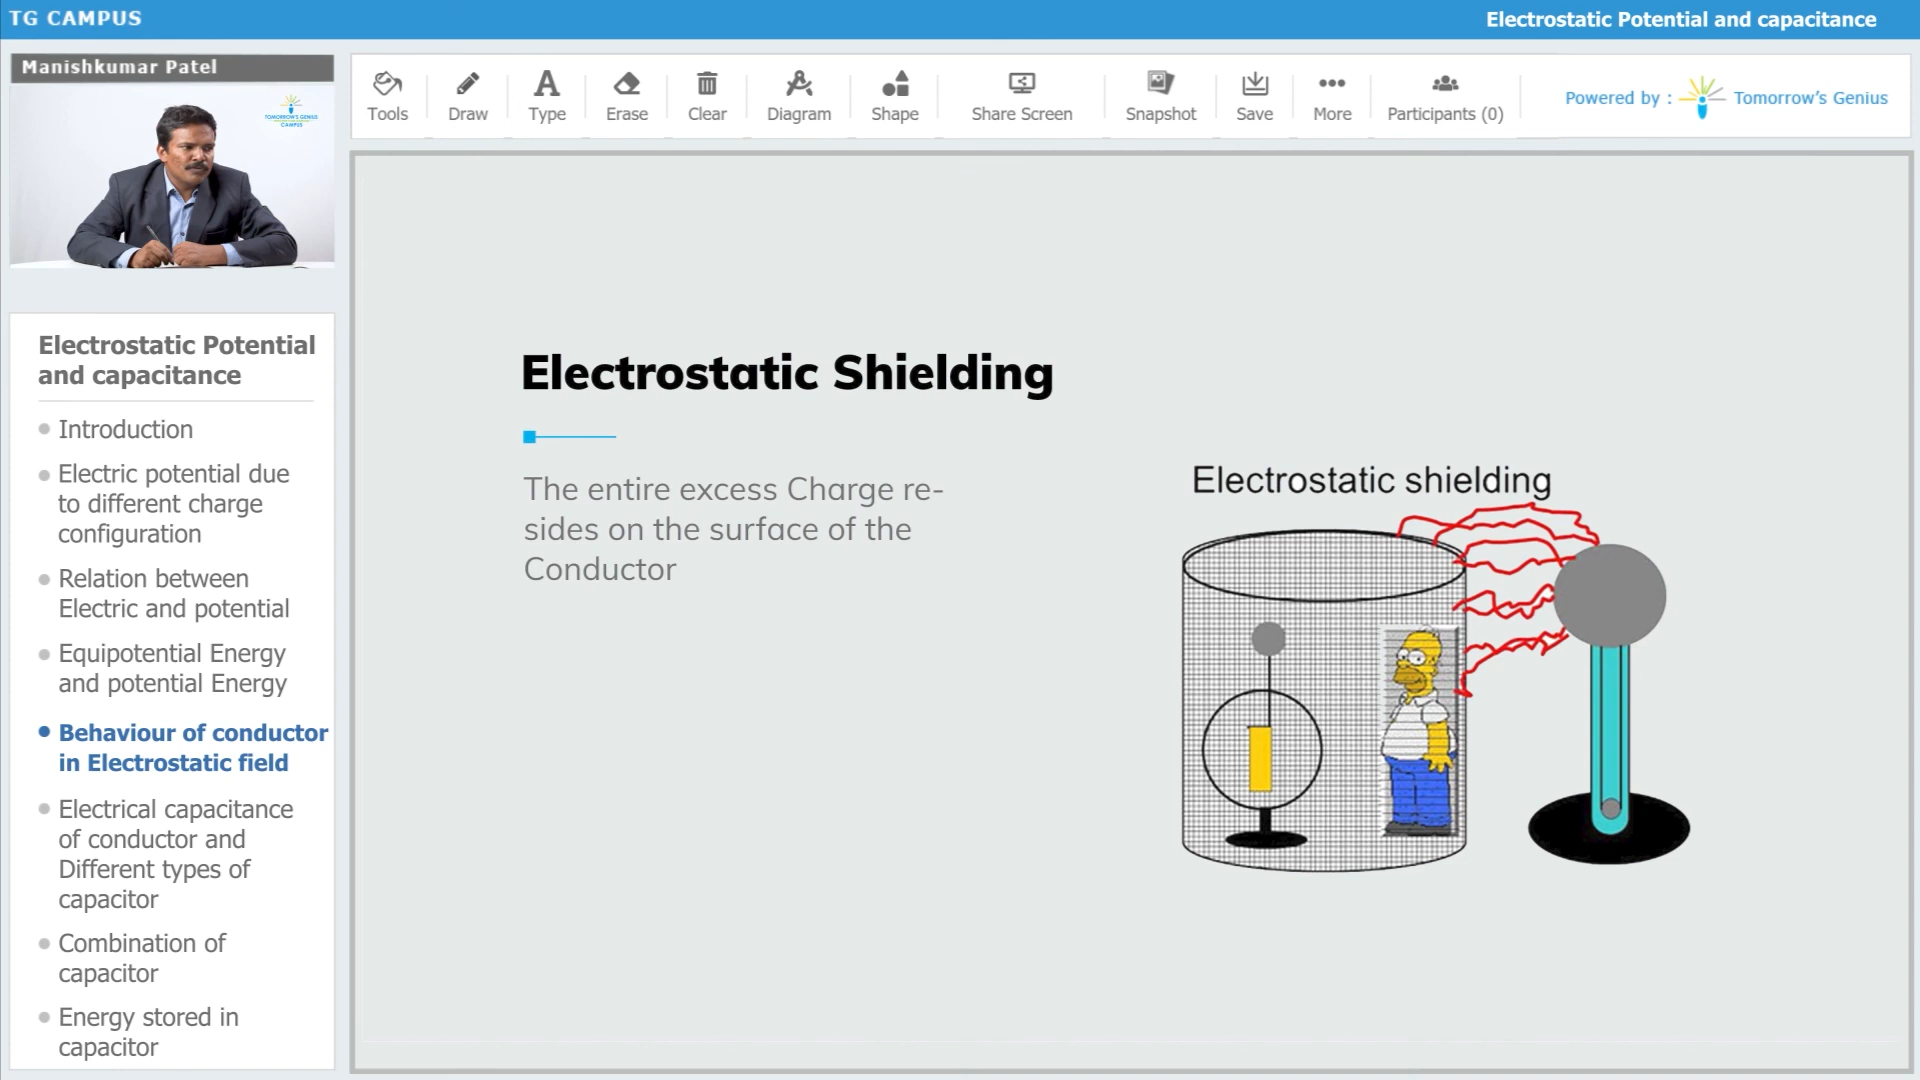 TG CAMPUS
Electrostatic Potential and capacitance
Manishkumar Patel
TOMORROW'S GENIUS
CAMPUS
Tools
Draw
Type
Erase
Clear
Diagram
Shape
Share Screen
Snapshot
Save
More
Participants (0)
Powered by :
Tomorrow's Genius
Electrostatic Potential
and capacitance
Introduction
Electric potential due
to different charge
configuration
Relation between
Electric and potential
Equipotential Energy
and potential Energy
Behaviour of conductor
in Electrostatic field
Electrical capacitance
of conductor and
Different types of
capacitor
Combination of
capacitor
Energy stored in
capacitor
Electrostatic Shielding
The entire excess Charge re-
sides on the surface of the
Conductor
Electrostatic shielding